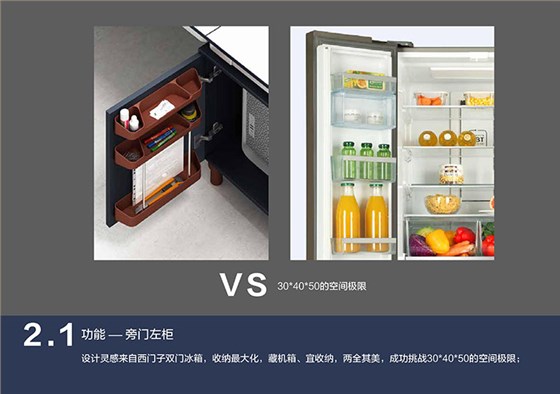 VS 30*40*50的空间极限
2.1 功能 — 旁门左柜
设计灵感来自西门子双门冰箱，收纳最大化，藏机箱、宜收纳，两全其美，成功挑战30*40*50的空间极限；